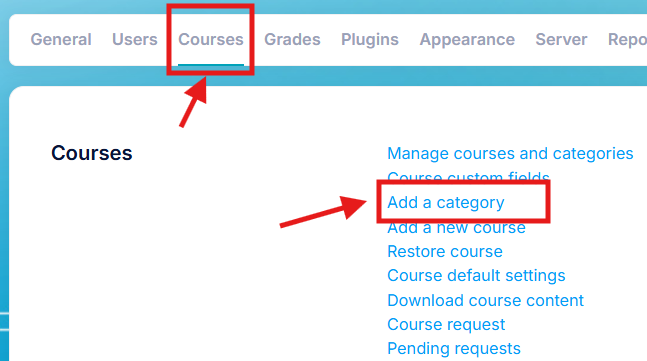 General Users Courses Grades Plugins Appearance Server Repo
Courses
Manage courses and categories
Course custom fields
Add a category
Add a new course
Restore course
Course default settings
Download course content
Course request
Pending requests